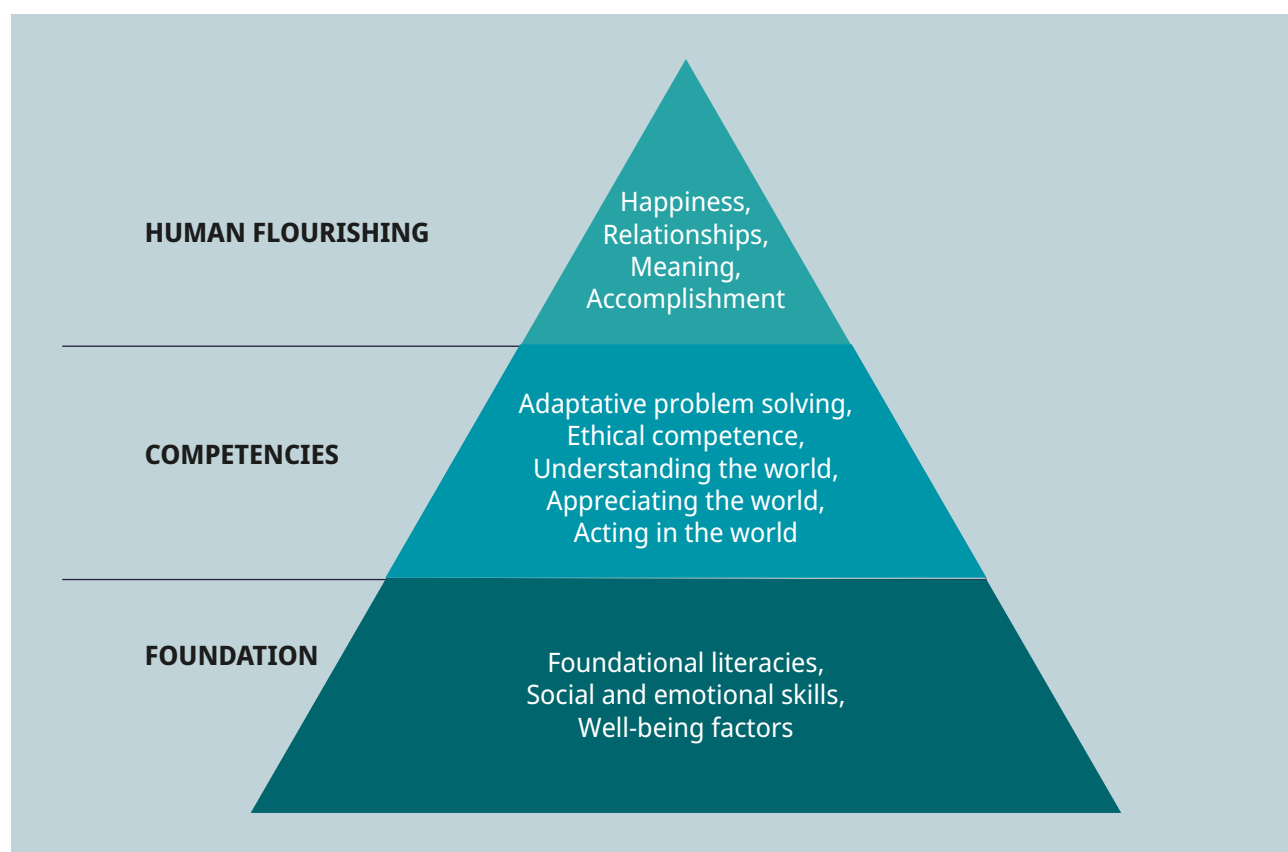 HUMAN FLOURISHING
Happiness,
Relationships,
Meaning,
Accomplishment
COMPETENCIES
Adaptative problem solving,
Ethical competence,
Understanding the world,
Appreciating the world,
Acting in the world
FOUNDATION
Foundational literacies,
Social and emotional skills,
Well-being factors